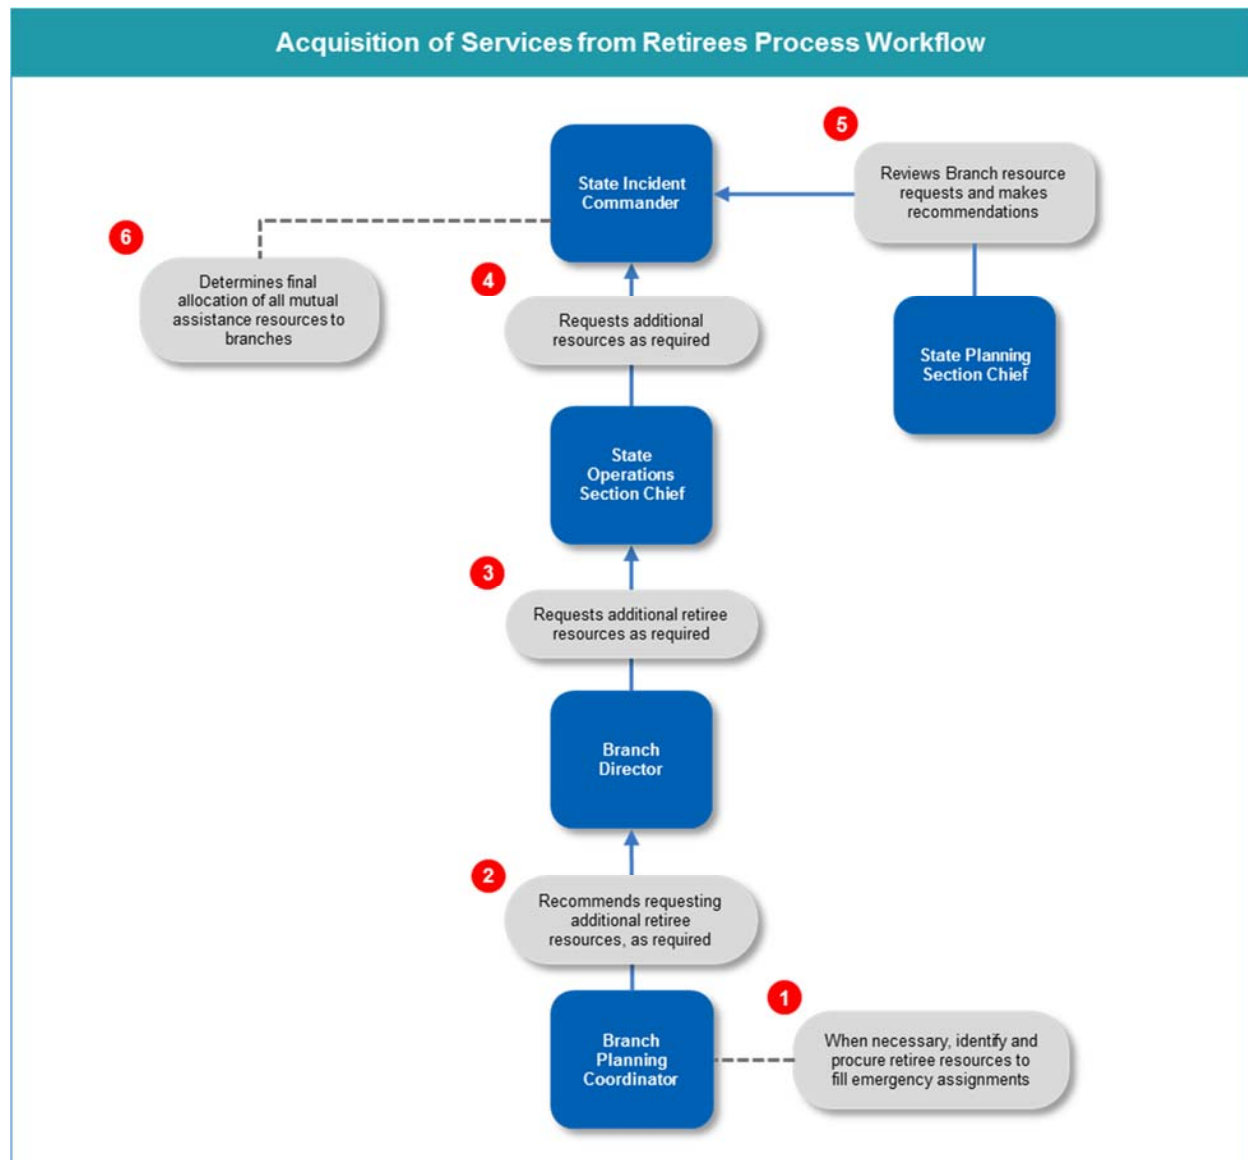 Acquisition of Services from Retirees Process Workflow
5
Reviews Branch resource
requests and makes
recommendations
State Incident
Commander
6
Determines final
allocation of all mutual
assistance resources to
branches
4
Requests additional
resources as required
State Planning
Section Chief
State
Operations
Section Chief
3
Requests additional retiree
resources as required
Branch
Director
2
Recommends requesting
additional retiree
resources, as required
1
When necessary, identify and
procure retiree resources to
fill emergency assignments
Branch
Planning
Coordinator